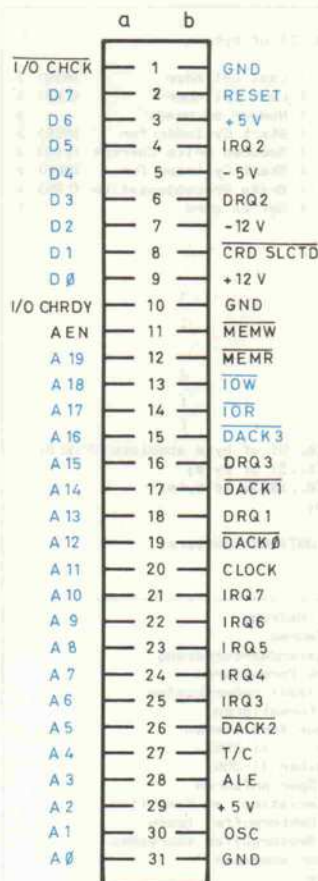 a b
I/O CHCK 1 GND
D7 2 RESET
D6 3 +5V
D5 4 IRQ2
D4 5 -5V
D3 6 DRQ2
D2 7 -12V
D1 8 CRD SLCTD
DØ 9 +12V
I/O CHRDY 10 GND
AEN 11 MEMW
A19 12 MEMR
A18 13 IOW
A17 14 IOR
A16 15 DACK3
A15 16 DRQ3
A14 17 DACK1
A13 18 DRQ1
A12 19 DACKØ
A11 20 CLOCK
A10 21 IRQ7
A9 22 IRQ6
A8 23 IRQ5
A7 24 IRQ4
A6 25 IRQ3
A5 26 DACK2
A4 27 T/C
A3 28 ALE
A2 29 +5V
A1 30 OSC
AØ 31 GND